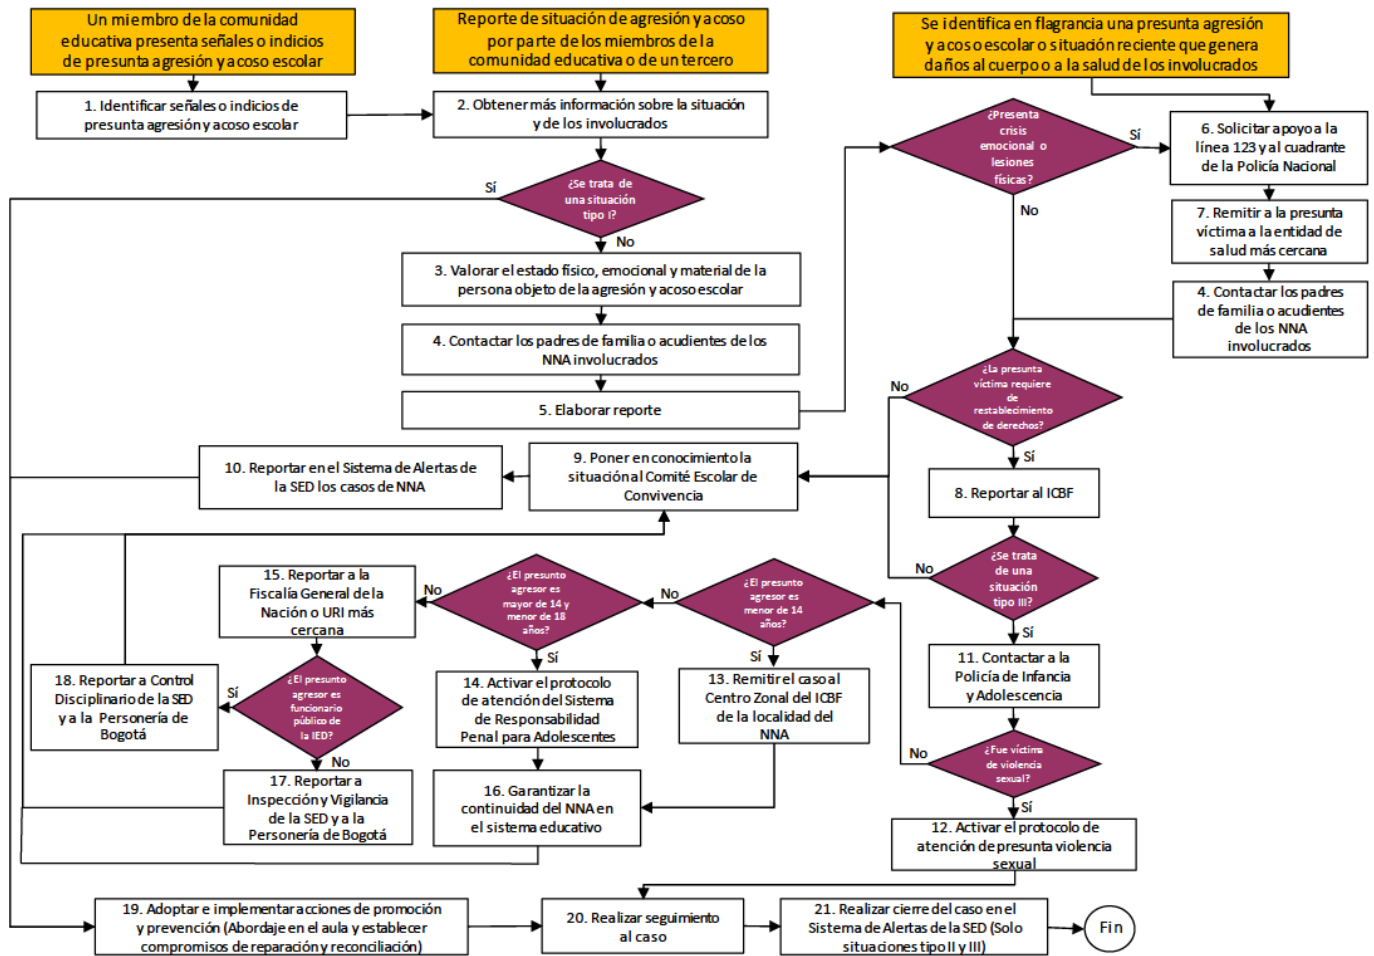 Un miembro de la comunidad
educativa presenta señales o indicios
de presunta agresión y acoso escolar
Reporte de situación de agresión y acoso
por parte de los miembros de la
comunidad educativa o de un tercero
Se identifica en flagrancia una presunta agresión
y acoso escolar o situación reciente que genera
daños al cuerpo o a la salud de los involucrados
1. Identificar señales o indicios de
presunta agresión y acoso escolar
2. Obtener más información sobre la situación
y de los involucrados
¿Presenta
crisis
emocional o
lesiones
físicas?
Sí
No
6. Solicitar apoyo a la
línea 123 y al cuadrante
de la Policía Nacional
¿Se trata de
una situación
tipo I?
Sí
No
7. Remitir a la presunta
víctima a la entidad de
salud más cercana
3. Valorar el estado físico, emocional y material de la
persona objeto de la agresión y acoso escolar
4. Contactar los padres
de familia o acudientes
de los NNA
involucrados
4. Contactar los padres de familia o acudientes de los
NNA involucrados
5. Elaborar reporte
¿La presunta
víctima requiere
de
restablecimiento
de derechos?
No
Sí
10. Reportar en el Sistema de Alertas de
la SED los casos de NNA
9. Poner en conocimiento la
situación al Comité Escolar de
Convivencia
8. Reportar al ICBF
¿Se trata
de una
situación
tipo III?
No
Sí
15. Reportar a la
Fiscalía General de la
Nación o URI más
cercana
No
¿El presunto
agresor es
mayor de 14 y
menor de 18
años?
Sí
No
¿El presunto
agresor es
menor de 14
años?
Sí
11. Contactar a la
Policía de Infancia
y Adolescencia
18. Reportar a Control
Disciplinario de la SED
y a la Personería de
Bogotá
Sí
¿El presunto
agresor es
funcionario
público de
la IED?
No
14. Activar el protocolo
de atención del Sistema
de Responsabilidad
Penal para Adolescentes
13. Remitir el caso al
Centro Zonal del ICBF
de la localidad del
NNA
No
¿Fue víctima
de violencia
sexual?
Sí
17. Reportar a
Inspección y Vigilancia
de la SED y a la
Personería de Bogotá
16. Garantizar la
continuidad del NNA en
el sistema educativo
12. Activar el protocolo de
atención de presunta violencia
sexual
19. Adoptar e implementar acciones de promoción
y prevención (Abordaje en el aula y establecer
compromisos de reparación y reconciliación)
20. Realizar seguimiento
al caso
21. Realizar cierre del caso en el
Sistema de Alertas de la SED (Solo
situaciones tipo II y III)
Fin